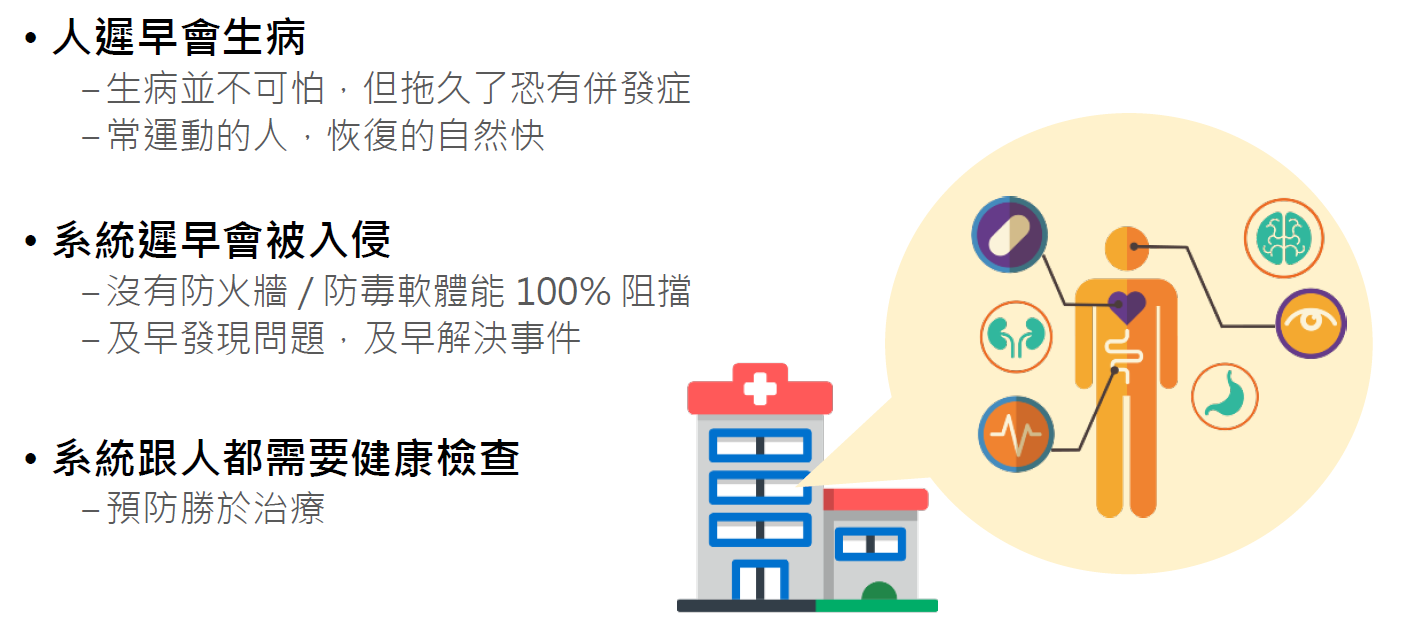 • 人遲早會生病
–生病並不可怕，但拖久了恐有併發症
–常運動的人，恢復的自然快
• 系統遲早會被入侵
–沒有防火牆 / 防毒軟體能 100% 阻擋
–及早發現問題，及早解決事件
• 系統跟人都需要健康檢查
–預防勝於治療